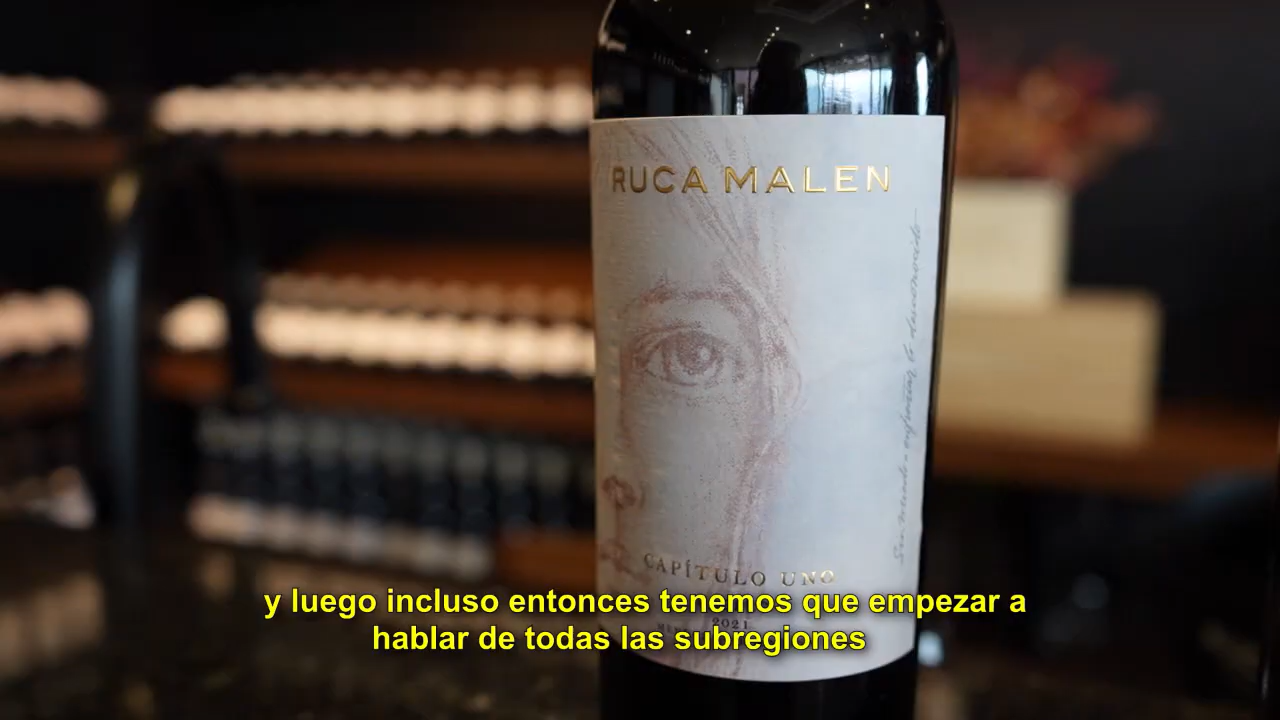 RUCA MALEN
CAPÍTULO UNO
2021
y luego incluso entonces tenemos que empezar a
hablar de todas las subregiones